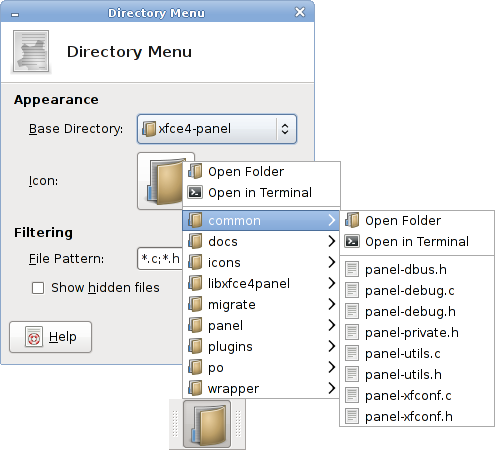 Directory Menu
Directory Menu
Appearance
Base Directory:
xfce4-panel
Icon:
Filtering
File Pattern:
*.c;*.h
Show hidden files
Help
Open Folder
Open in Terminal
common
docs
icons
libxfce4panel
migrate
panel
plugins
po
wrapper
Open Folder
Open in Terminal
panel-dbus.h
panel-debug.c
panel-debug.h
panel-private.h
panel-utils.c
panel-utils.h
panel-xfconf.c
panel-xfconf.h